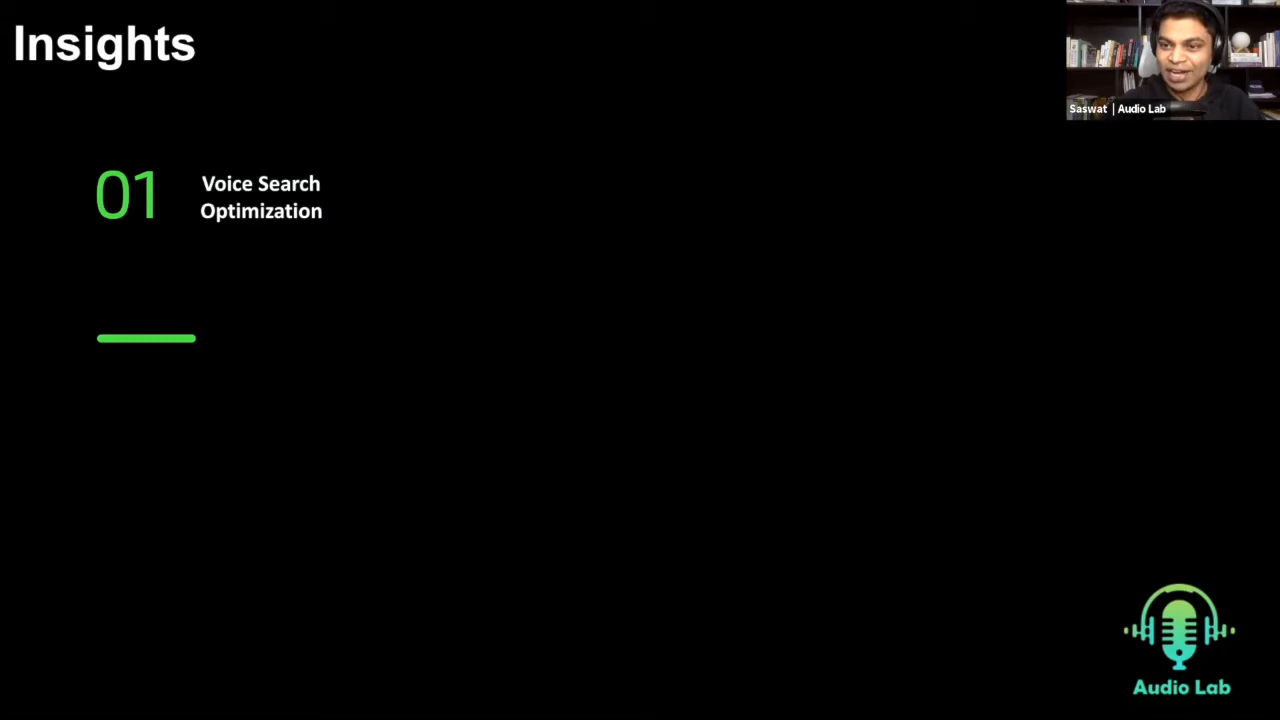 Insights
Saswat | Audio Lab
01
Voice Search
Optimization
Audio Lab